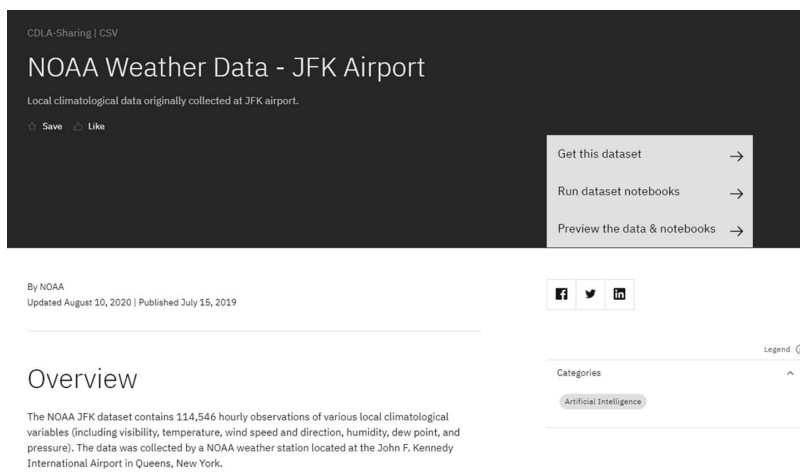 CDLA-Sharing | CSV
NOAA Weather Data - JFK Airport
Local climatological data originally collected at JFK airport.
Save Like
Get this dataset
Run dataset notebooks
Preview the data & notebooks
By NOAA
Updated August 10, 2020 | Published July 15, 2019
Legend
Categories
Artificial Intelligence
Overview
The NOAA JFK dataset contains 114,546 hourly observations of various local climatological
variables (including visibility, temperature, wind speed and direction, humidity, dew point, and
pressure). The data was collected by a NOAA weather station located at the John F. Kennedy
International Airport in Queens, New York.